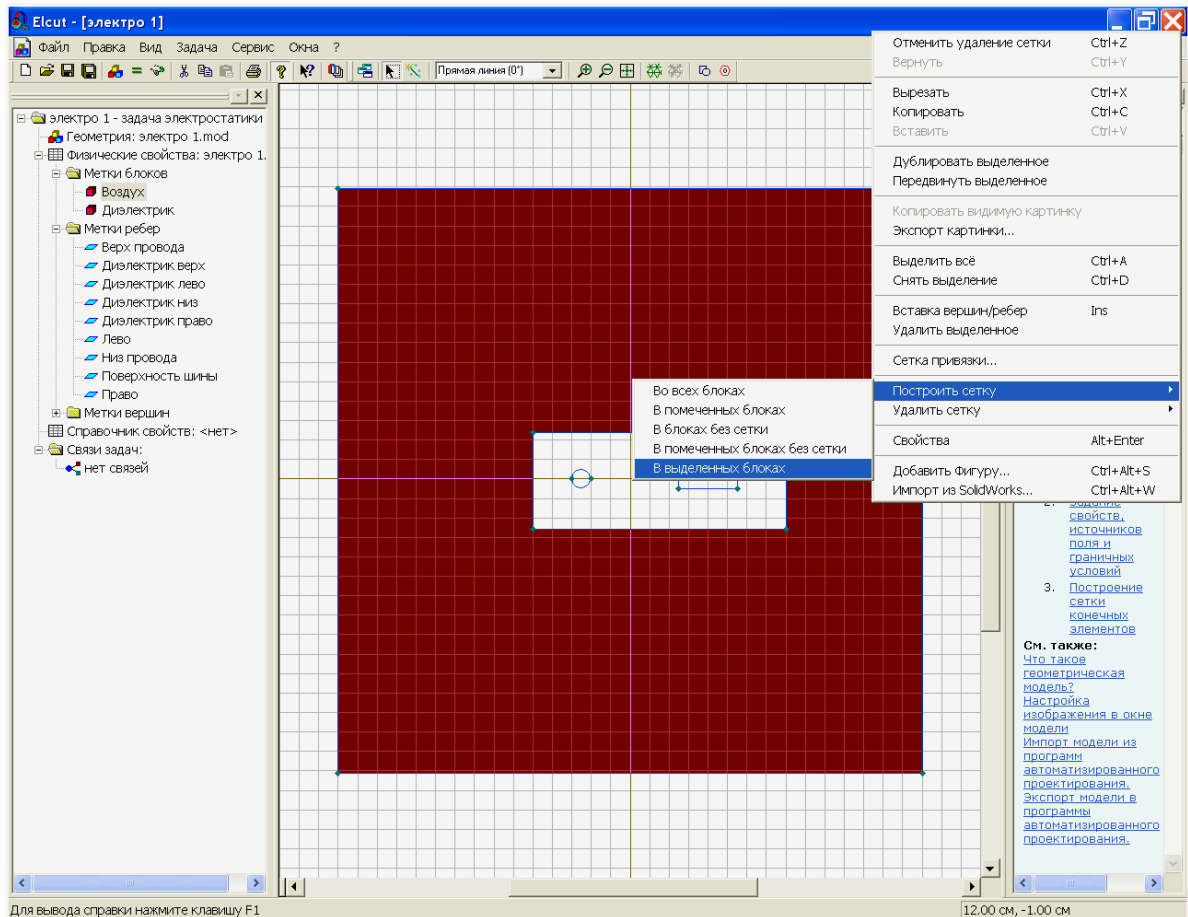 Elcut - [электро 1]
Файл Правка Вид Задача Сервис Окна ?
Прямая линия (0°)
электро 1 - задача электростатики
Геометрия: электро 1.mod
Физические свойства: электро 1.
Метки блоков
Воздух
Диэлектрик
Метки ребер
Верх провода
Диэлектрик верх
Диэлектрик лево
Диэлектрик низ
Диэлектрик право
Лево
Низ провода
Поверхность шины
Право
Метки вершин
Справочник свойств: <нет>
Связи задач:
нет связей
Отменить удаление сетки Ctrl+Z
Вернуть Ctrl+Y
Вырезать Ctrl+X
Копировать Ctrl+C
Вставить Ctrl+V
Дублировать выделенное
Передвинуть выделенное
Копировать видимую картинку
Экспорт картинки...
Выделить всё Ctrl+A
Снять выделение Ctrl+D
Вставка вершин/ребер Ins
Удалить выделенное
Сетка привязки...
Построить сетку
Удалить сетку
Свойства Alt+Enter
Добавить Фигуру... Ctrl+Alt+S
Импорт из SolidWorks... Ctrl+Alt+W
Во всех блоках
В помеченных блоках
В блоках без сетки
В помеченных блоках без сетки
В выделенных блоках
2. Задание
свойств,
источников
поля и
граничных
условий
3. Построение
сетки
конечных
элементов
См. также:
Что такое
геометрическая
модель?
Настройка
изображения в окне
модели
Импорт модели из
программ
автоматизированного
проектирования.
Экспорт модели в
программы
автоматизированного
проектирования.
Для вывода справки нажмите клавишу F1
12.00 см, -1.00 см